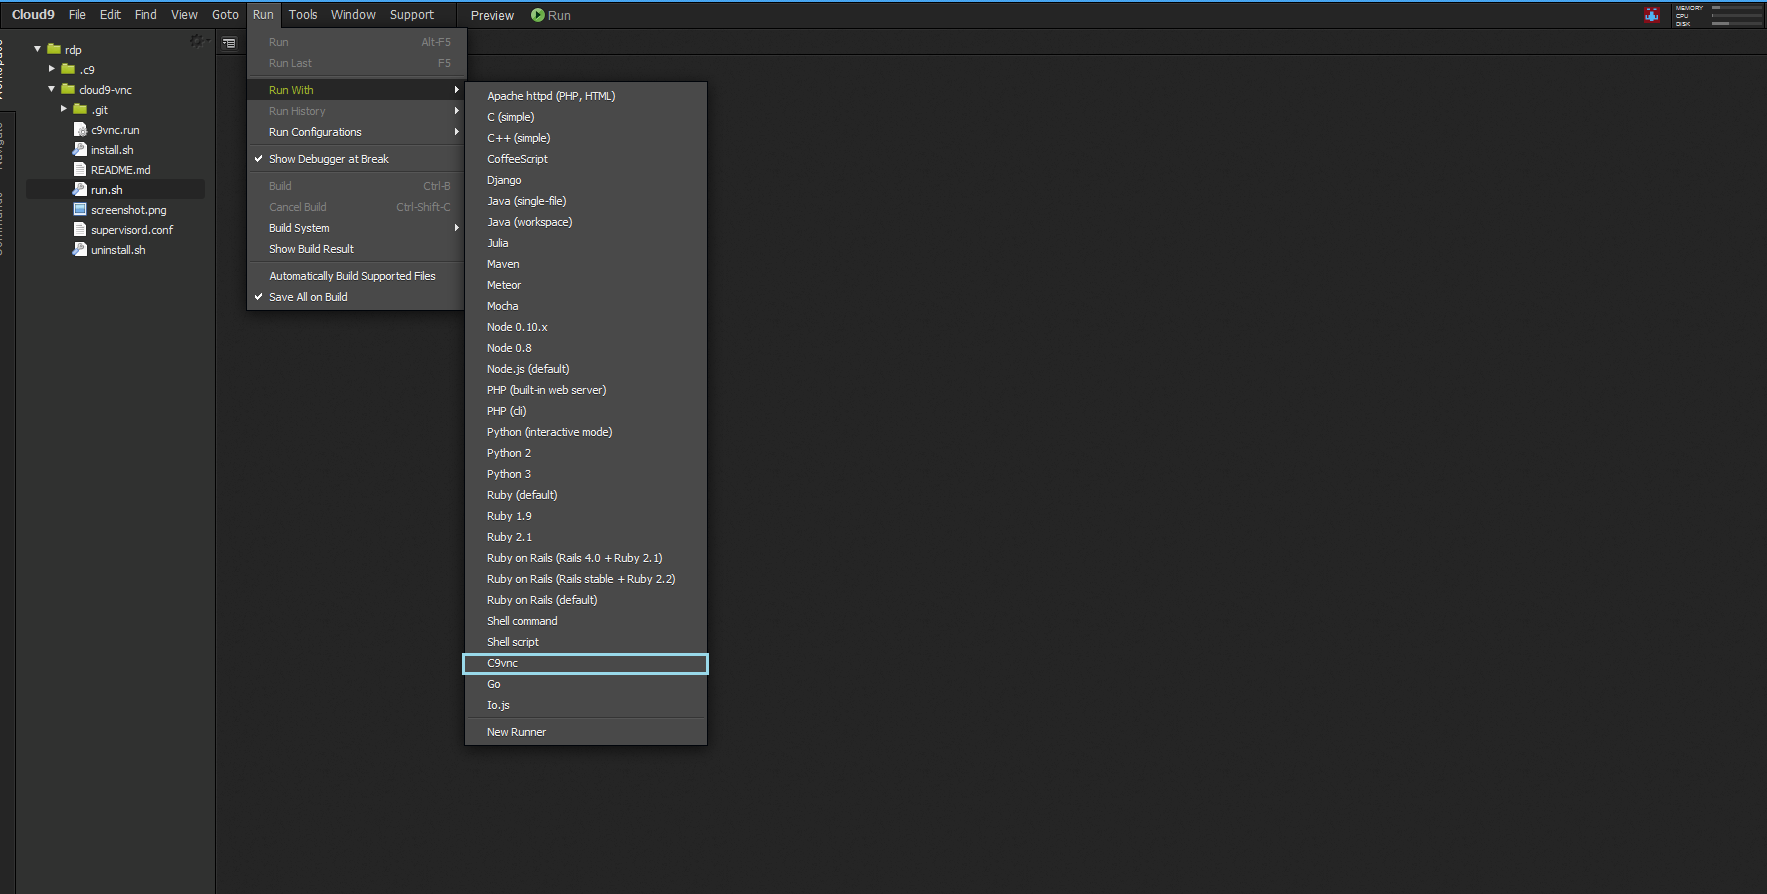 Cloud9 File Edit Find View Goto Run Tools Window Support Preview Run
MEMORY
CPU
DISK
rdp
.c9
cloud9-vnc
.git
c9vnc.run
install.sh
README.md
run.sh
screenshot.png
supervisord.conf
uninstall.sh
Run Alt-F5
Run Last F5
Run With
Run History
Run Configurations
Show Debugger at Break
Build Ctrl-B
Cancel Build Ctrl-Shift-C
Build System
Show Build Result
Automatically Build Supported Files
Save All on Build
Apache httpd (PHP, HTML)
C (simple)
C++ (simple)
CoffeeScript
Django
Java (single-file)
Java (workspace)
Julia
Maven
Meteor
Mocha
Node 0.10.x
Node 0.8
Node.js (default)
PHP (built-in web server)
PHP (cli)
Python (interactive mode)
Python 2
Python 3
Ruby (default)
Ruby 1.9
Ruby 2.1
Ruby on Rails (Rails 4.0 + Ruby 2.1)
Ruby on Rails (Rails stable + Ruby 2.2)
Ruby on Rails (default)
Shell command
Shell script
C9vnc
Go
Io.js
New Runner